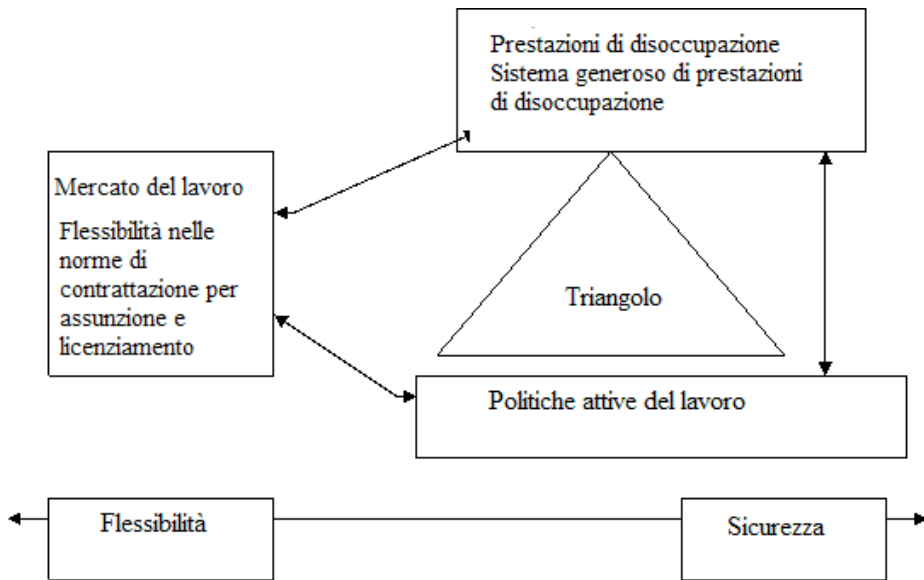 Prestazioni di disoccupazione
Sistema generoso di prestazioni
di disoccupazione
Mercato del lavoro
Flessibilità nelle
norme di
contrattazione per
assunzione e
licenziamento
Triangolo
Politiche attive del lavoro
Flessibilità
Sicurezza